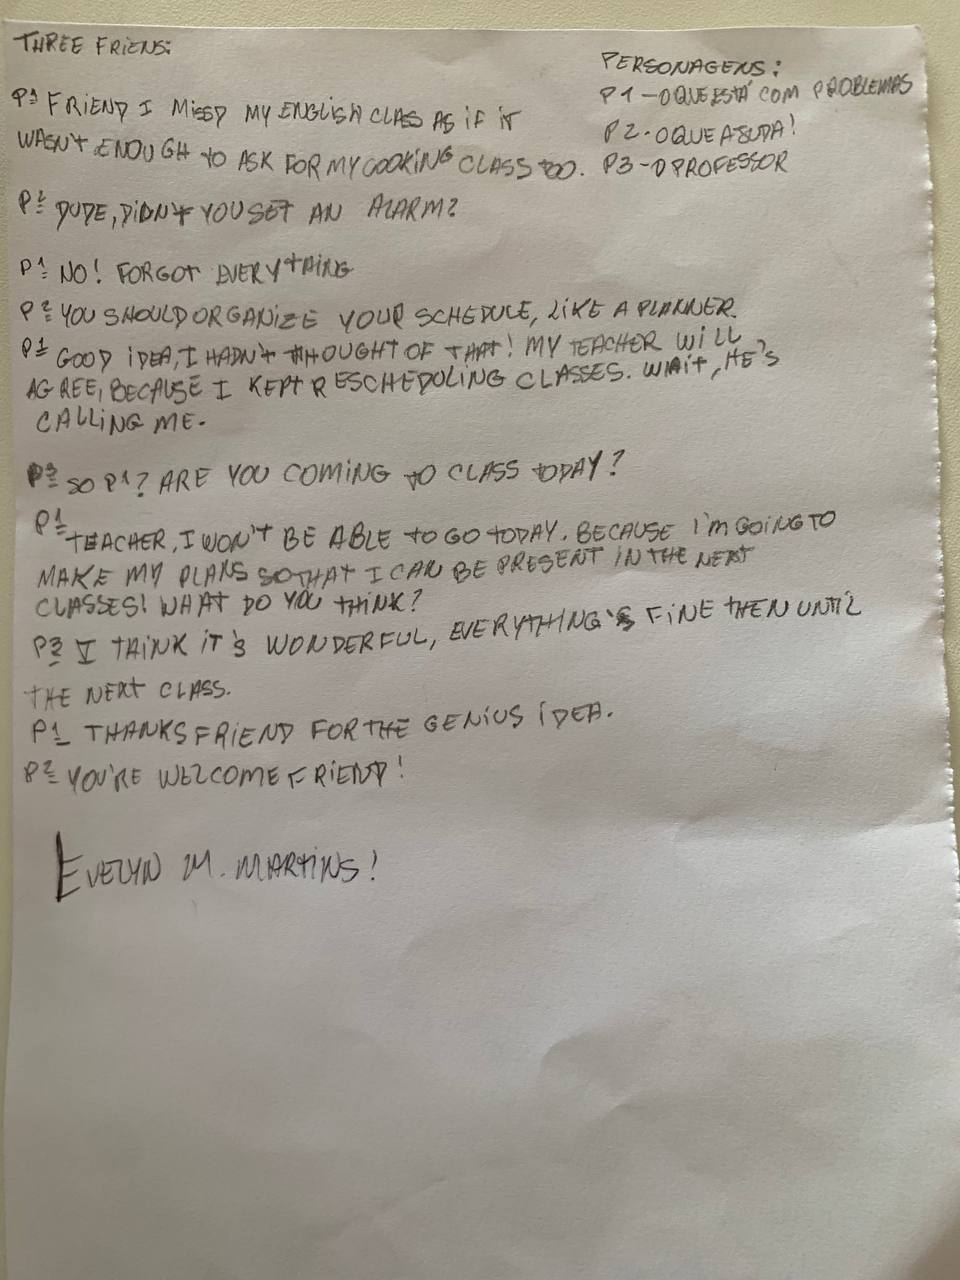 THREE FRIENS:
PERSONAGENS:
P1 - O QUE ESTÁ COM PROBLEMAS
P2 - O QUE AJUDA!
P3 - O PROFESSOR
P1 FRIEND I MISSD MY ENGLISH CLASS AS IF IT
WASN'T ENOUGH TO ASK FOR MY COOKING CLASS TOO.
P2 DUDE, DIDN'T YOU SET AN ALARM?
P1 NO! FORGOT EVERYTHING
P2 YOU SHOULD ORGANIZE YOUR SCHEDULE, LIKE A PLANNER.
P1 GOOD IDEA, I HADN'T THOUGHT OF THAT! MY TEACHER WILL
AGREE, BECAUSE I KEPT RESCHEDULING CLASSES. WAIT, HE'S
CALLING ME.
P3 SO P1? ARE YOU COMING TO CLASS TODAY?
P1 TEACHER, I WON'T BE ABLE TO GO TODAY. BECAUSE I'M GOING TO
MAKE MY PLANS SO THAT I CAN BE PRESENT IN THE NEXT
CLASSES! WHAT DO YOU THINK?
P3 I THINK IT'S WONDERFUL, EVERYTHING'S FINE THEN UNTIL
THE NEXT CLASS.
P1 THANKS FRIEND FOR THE GENIUS IDEA.
P2 YOU'RE WELCOME FRIEND!
EVELYN M. MARTINS!